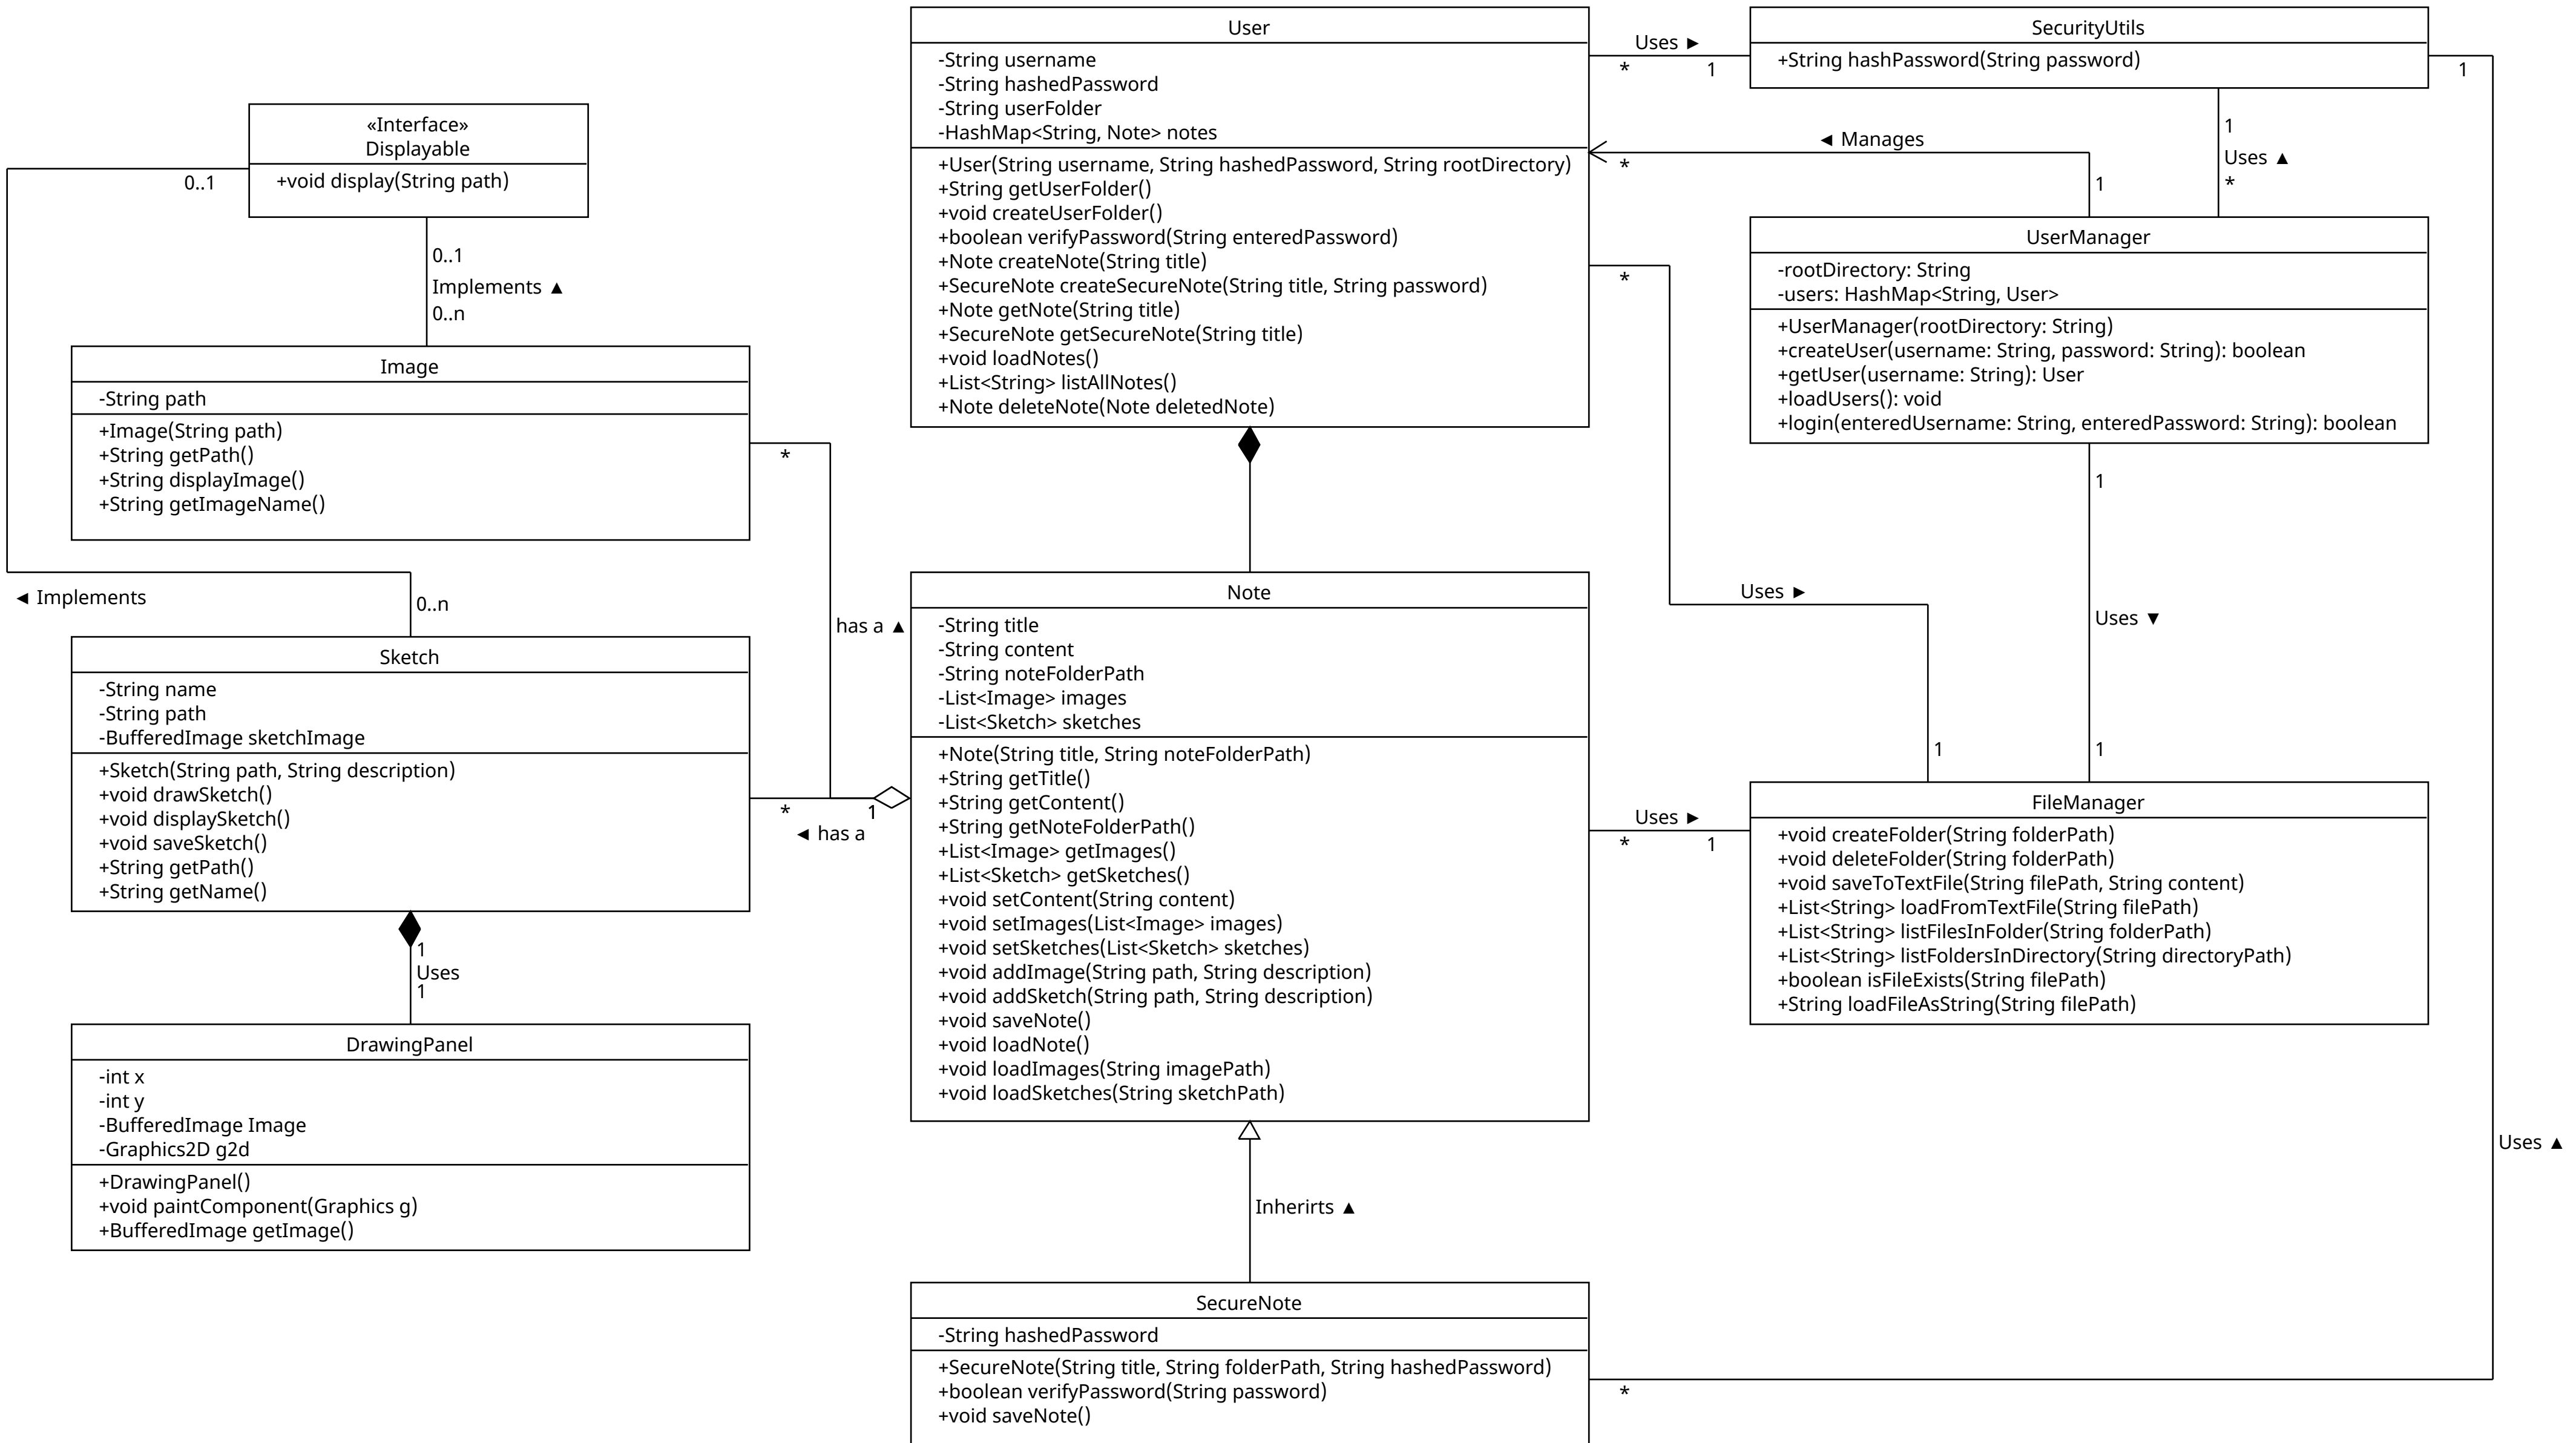 User
-String username
-String hashedPassword
-String userFolder
-HashMap<String, Note> notes
+User(String username, String hashedPassword, String rootDirectory)
+String getUserFolder()
+void createUserFolder()
+boolean verifyPassword(String enteredPassword)
+Note createNote(String title)
+SecureNote createSecureNote(String title, String password)
+Note getNote(String title)
+SecureNote getSecureNote(String title)
+void loadNotes()
+List<String> listAllNotes()
+Note deleteNote(Note deletedNote)
Uses ►
*
1
SecurityUtils
+String hashPassword(String password)
1
◄ Manages
*
1
1
Uses ▲
*
«Interface»
Displayable
+void display(String path)
0..1
0..1
Implements ▲
0..n
UserManager
-rootDirectory: String
-users: HashMap<String, User>
+UserManager(rootDirectory: String)
+createUser(username: String, password: String): boolean
+getUser(username: String): User
+loadUsers(): void
+login(enteredUsername: String, enteredPassword: String): boolean
*
Image
-String path
+Image(String path)
+String getPath()
+String displayImage()
+String getImageName()
*
1
Uses ►
Uses ▼
1
1
◄ Implements
0..n
has a ▲
Sketch
-String name
-String path
-BufferedImage sketchImage
+Sketch(String path, String description)
+void drawSketch()
+void displaySketch()
+void saveSketch()
+String getPath()
+String getName()
*
1
◄ has a
Note
-String title
-String content
-String noteFolderPath
-List<Image> images
-List<Sketch> sketches
+Note(String title, String noteFolderPath)
+String getTitle()
+String getContent()
+String getNoteFolderPath()
+List<Image> getImages()
+List<Sketch> getSketches()
+void setContent(String content)
+void setImages(List<Image> images)
+void setSketches(List<Sketch> sketches)
+void addImage(String path, String description)
+void addSketch(String path, String description)
+void saveNote()
+void loadNote()
+void loadImages(String imagePath)
+void loadSketches(String sketchPath)
Uses ►
*
1
FileManager
+void createFolder(String folderPath)
+void deleteFolder(String folderPath)
+void saveToTextFile(String filePath, String content)
+List<String> loadFromTextFile(String filePath)
+List<String> listFilesInFolder(String folderPath)
+List<String> listFoldersInDirectory(String directoryPath)
+boolean isFileExists(String filePath)
+String loadFileAsString(String filePath)
1
Uses
1
DrawingPanel
-int x
-int y
-BufferedImage Image
-Graphics2D g2d
+DrawingPanel()
+void paintComponent(Graphics g)
+BufferedImage getImage()
Uses ▲
Inherirts ▲
SecureNote
-String hashedPassword
+SecureNote(String title, String folderPath, String hashedPassword)
+boolean verifyPassword(String password)
+void saveNote()
*